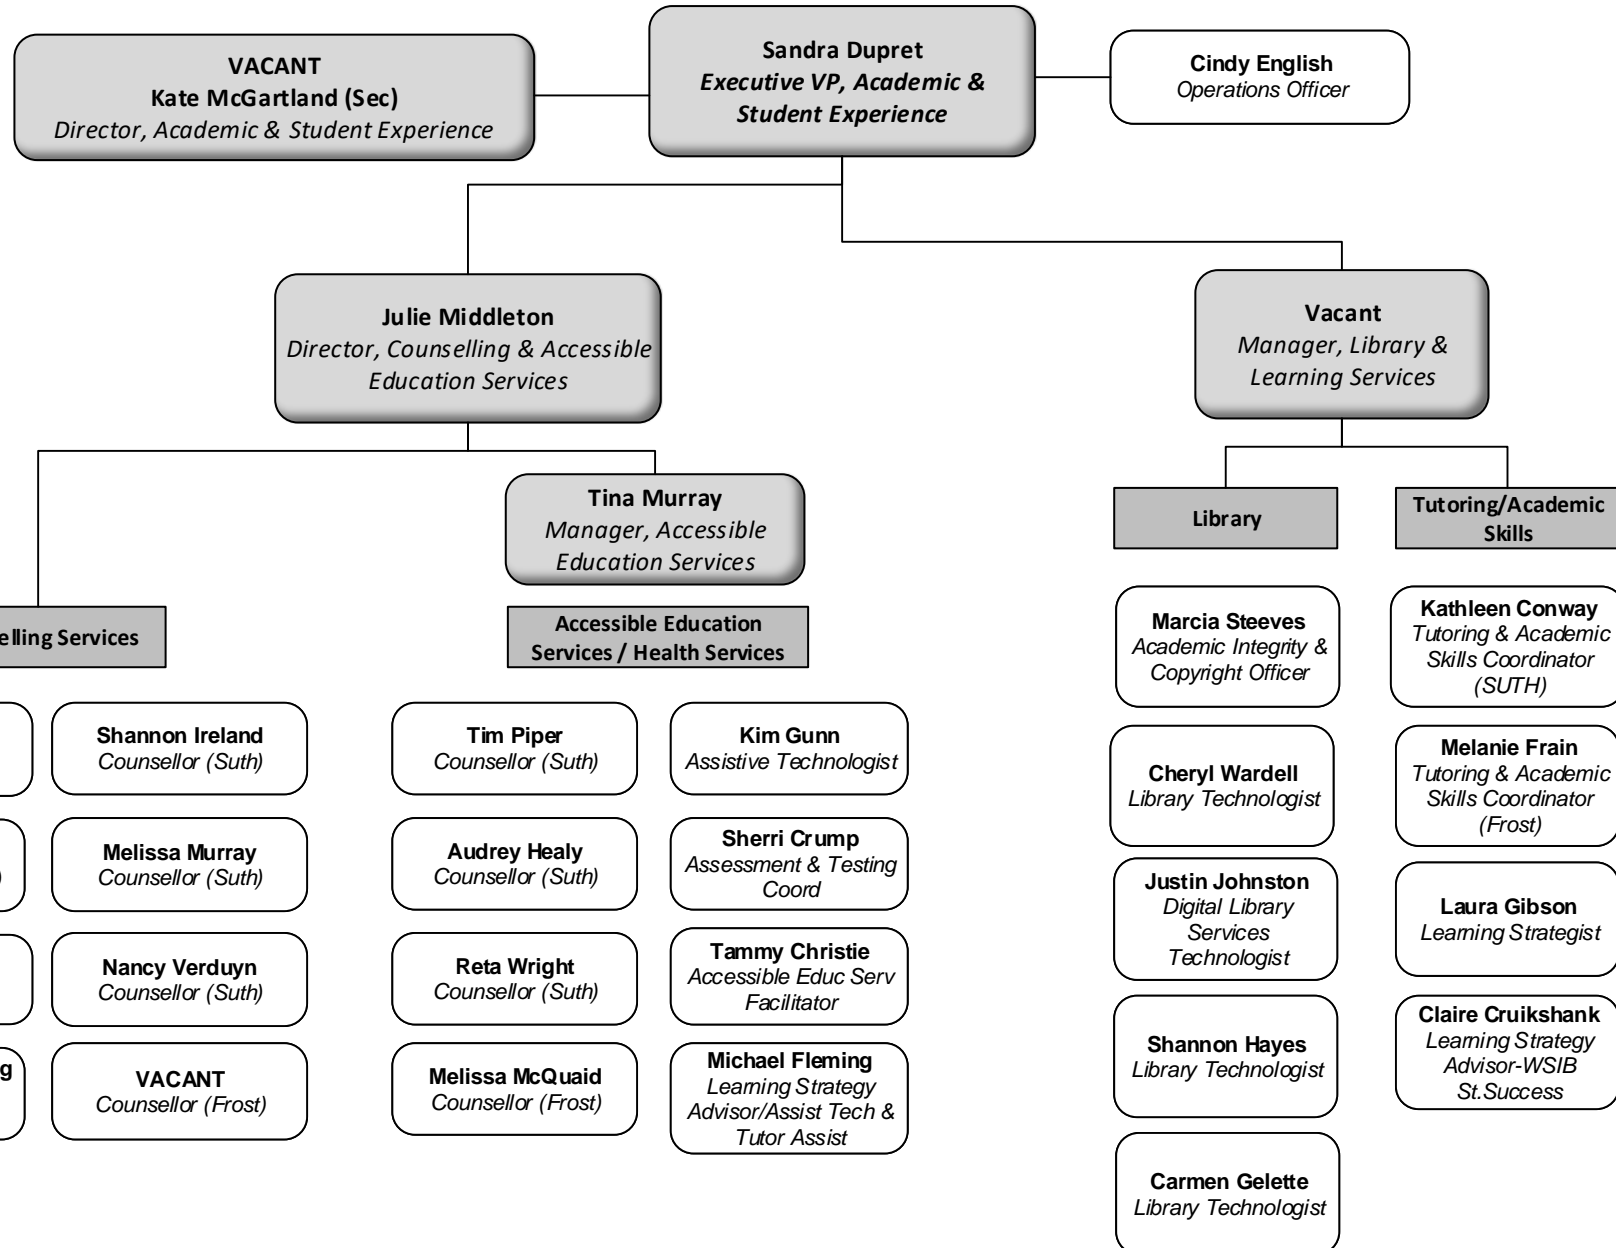 VACANT
Kate McGartland (Sec)
Director, Academic & Student Experience
Sandra Dupret
Executive VP, Academic &
Student Experience
Cindy English
Operations Officer
Julie Middleton
Director, Counselling & Accessible
Education Services
Vacant
Manager, Library &
Learning Services
Tina Murray
Manager, Accessible
Education Services
elling Services
Accessible Education
Services / Health Services
Library
Tutoring/Academic
Skills
Shannon Ireland
Counsellor (Suth)
Melissa Murray
Counsellor (Suth)
Nancy Verduyn
Counsellor (Suth)
g
VACANT
Counsellor (Frost)
Tim Piper
Counsellor (Suth)
Audrey Healy
Counsellor (Suth)
Reta Wright
Counsellor (Suth)
Melissa McQuaid
Counsellor (Frost)
Kim Gunn
Assistive Technologist
Sherri Crump
Assessment & Testing
Coord
Tammy Christie
Accessible Educ Serv
Facilitator
Michael Fleming
Learning Strategy
Advisor/Assist Tech &
Tutor Assist
Marcia Steeves
Academic Integrity &
Copyright Officer
Cheryl Wardell
Library Technologist
Justin Johnston
Digital Library
Services
Technologist
Shannon Hayes
Library Technologist
Carmen Gelette
Library Technologist
Kathleen Conway
Tutoring & Academic
Skills Coordinator
(SUTH)
Melanie Frain
Tutoring & Academic
Skills Coordinator
(Frost)
Laura Gibson
Learning Strategist
Claire Cruikshank
Learning Strategy
Advisor-WSIB
St.Success